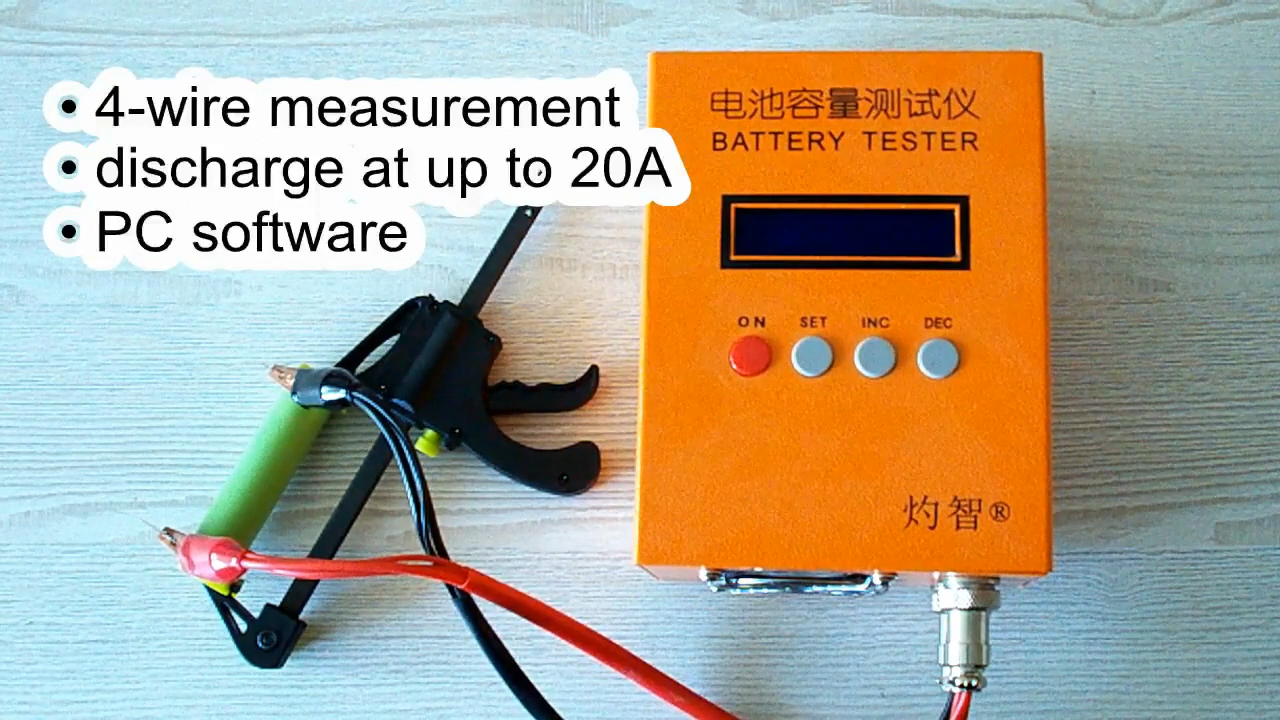 • 4-wire measurement
• discharge at up to 20A
• PC software
电池容量测试仪
BATTERY TESTER
ON SET INC DEC
灼智®